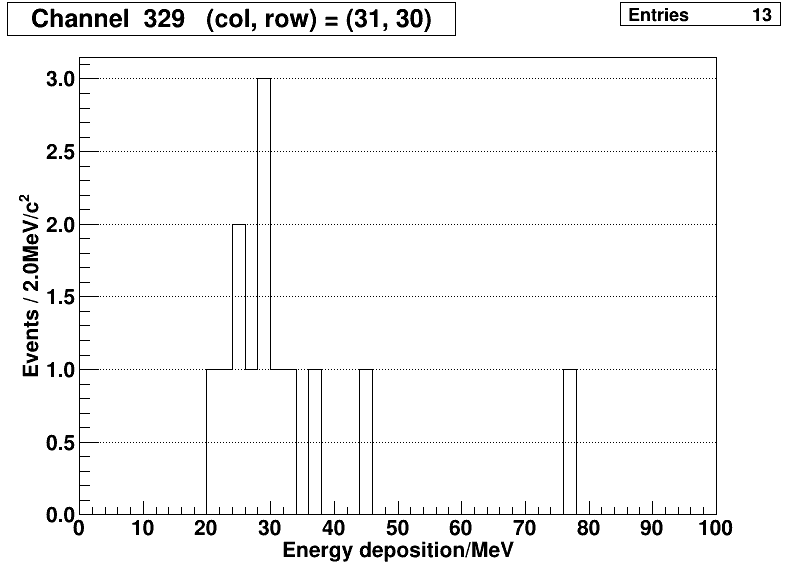 Channel  329   (col, row) = (31, 30)
Entries 13
Events / 2.0MeV/c²
3.0
2.5
2.0
1.5
1.0
0.5
0.0
0 10 20 30 40 50 60 70 80 90 100
Energy deposition/MeV